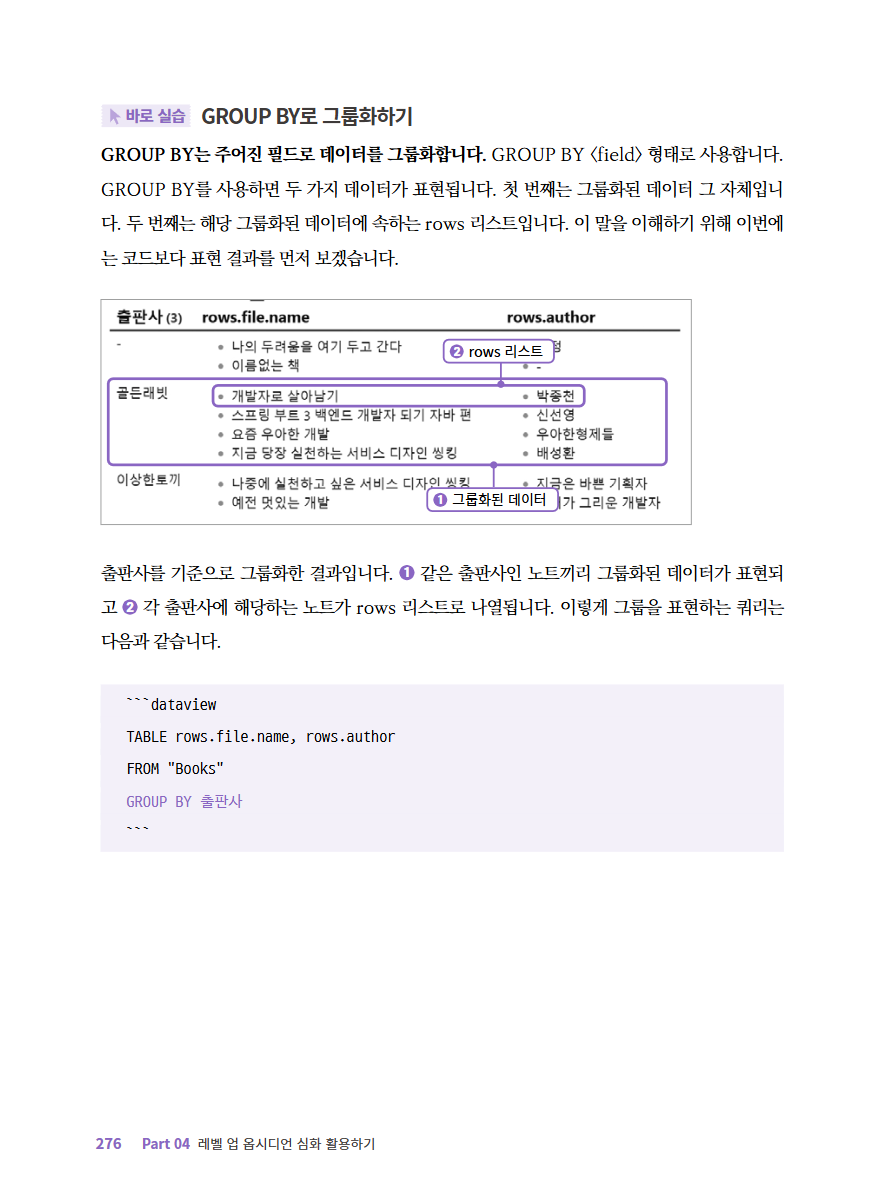 바로 실습 GROUP BY로 그룹화하기
GROUP BY는 주어진 필드로 데이터를 그룹화합니다. GROUP BY 〈field〉 형태로 사용합니다.
GROUP BY를 사용하면 두 가지 데이터가 표현됩니다. 첫 번째는 그룹화된 데이터 그 자체입니
다. 두 번째는 해당 그룹화된 데이터에 속하는 rows 리스트입니다. 이 말을 이해하기 위해 이번에
는 코드보다 표현 결과를 먼저 보겠습니다.
출판사 (3) rows.file.name rows.author
- • 나의 두려움을 여기 두고 간다 ❷ rows 리스트 정
• 이름없는 책 • -
골든래빗 • 개발자로 살아남기 • 박종천
• 스프링 부트 3 백엔드 개발자 되기 자바 편 • 신선영
• 요즘 우아한 개발 • 우아한형제들
• 지금 당장 실천하는 서비스 디자인 씽킹 • 배성환
이상한토끼 • 나중에 실천하고 싶은 서비스 디자인 씽킹 • 지금은 바쁜 기획자
• 예전 멋있는 개발 ❶ 그룹화된 데이터 그리운 개발자
출판사를 기준으로 그룹화한 결과입니다. ❶ 같은 출판사인 노트끼리 그룹화된 데이터가 표현되
고 ❷ 각 출판사에 해당하는 노트가 rows 리스트로 나열됩니다. 이렇게 그룹을 표현하는 쿼리는
다음과 같습니다.
```dataview
TABLE rows.file.name, rows.author
FROM "Books"
GROUP BY 출판사
```
276 Part 04 레벨 업 옵시디언 심화 활용하기